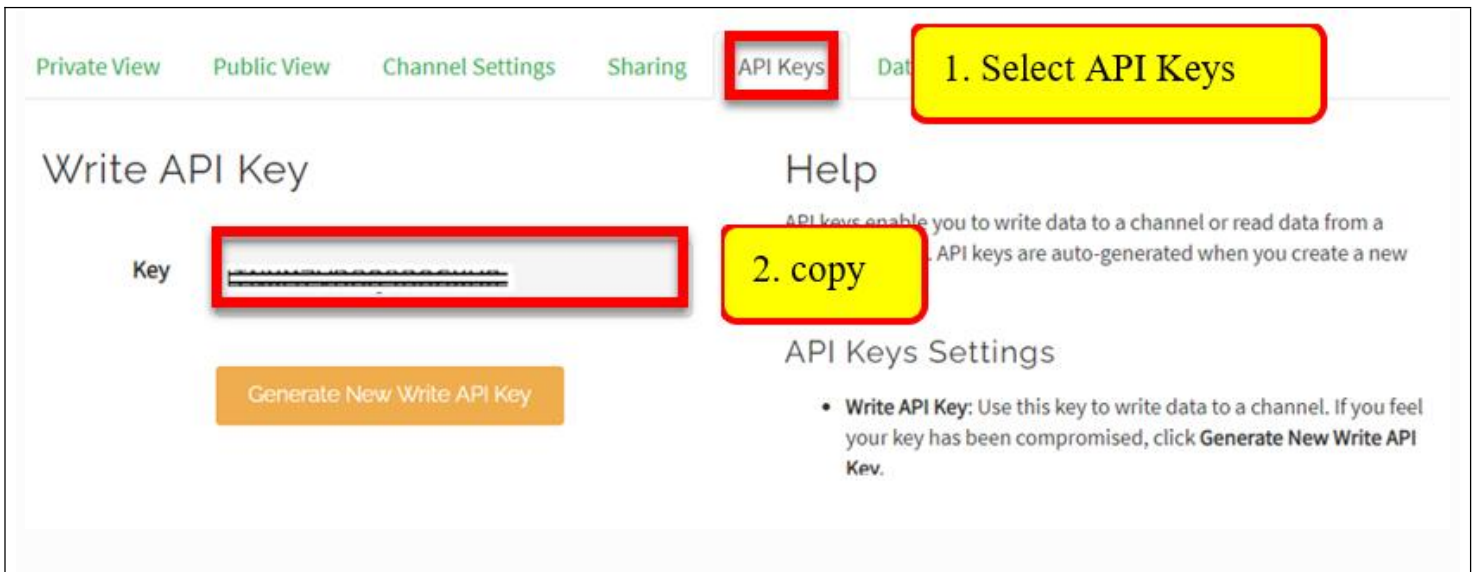 Private View Public View Channel Settings Sharing API Keys Dat
1. Select API Keys
Write API Key
Help
API keys enable you to write data to a channel or read data from a
API keys are auto-generated when you create a new
Key
2. copy
API Keys Settings
Generate New Write API Key
• Write API Key: Use this key to write data to a channel. If you feel
your key has been compromised, click Generate New Write API
Key.